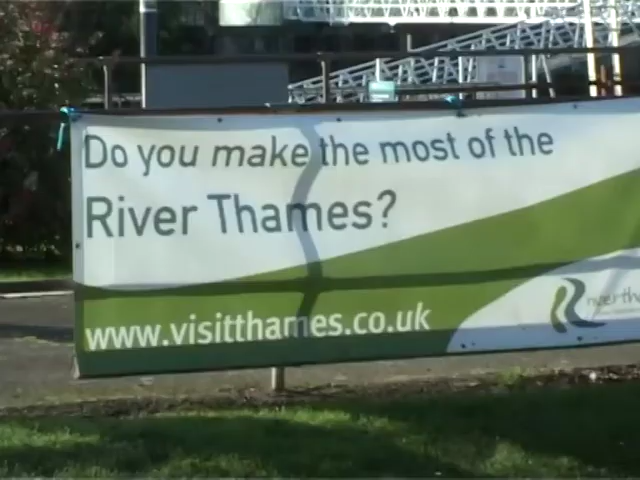 Do you make the most of the
River Thames?
www.visitthames.co.uk